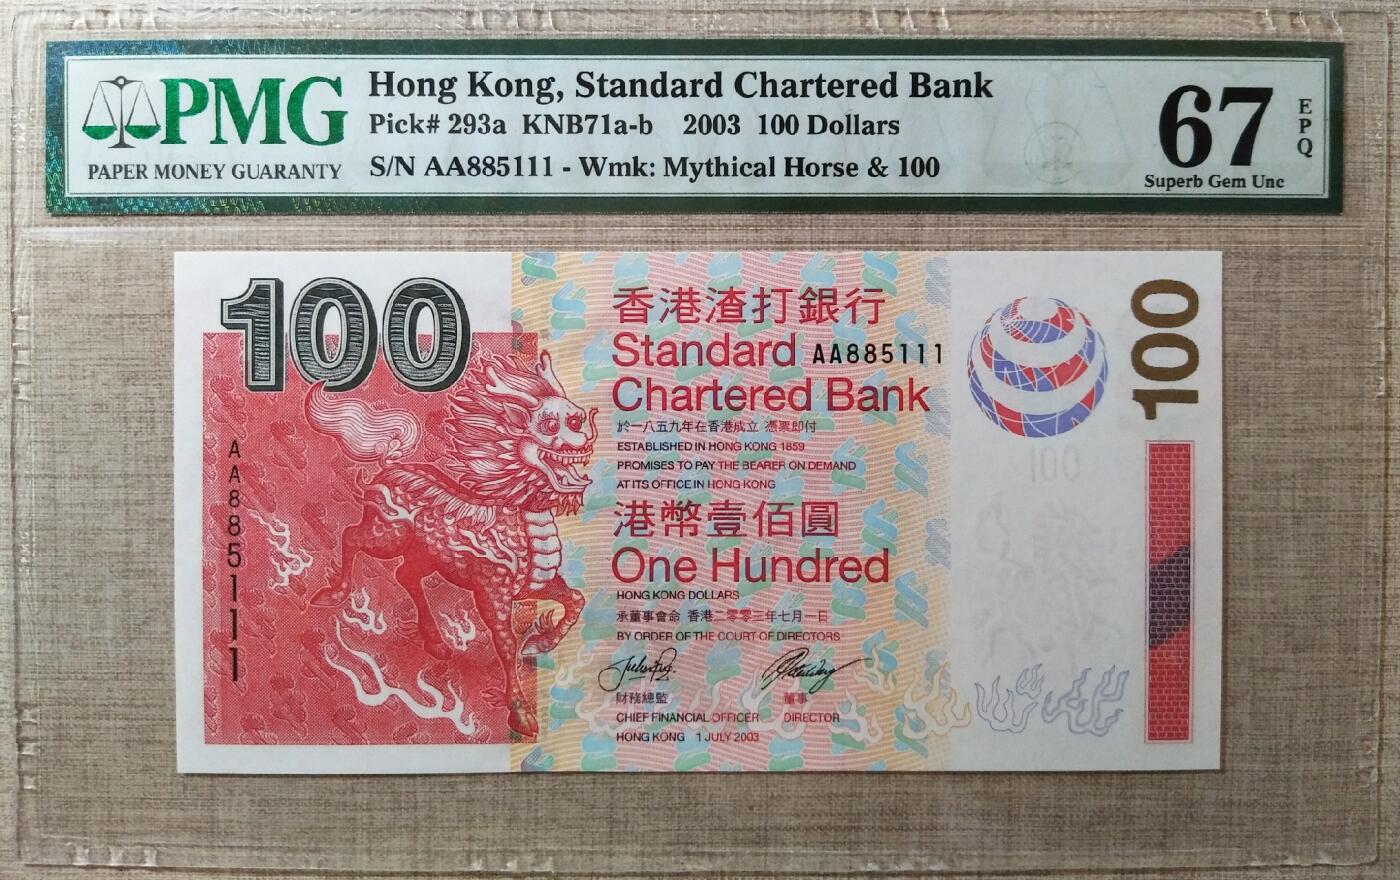 PMG
PAPER MONEY GUARANTY
Hong Kong, Standard Chartered Bank
Pick# 293a KNB71a-b 2003 100 Dollars
S/N AA885111 - Wmk: Mythical Horse & 100
67
EPQ
Superb Gem Unc
100
AA885111
香港渣打銀行
Standard AA885111
Chartered Bank
於一八五九年在香港成立 憑票即付
ESTABLISHED IN HONG KONG 1859
PROMISES TO PAY THE BEARER ON DEMAND
AT ITS OFFICE IN HONG KONG
港幣壹佰圓
One Hundred
HONG KONG DOLLARS
承董事會命 香港二零零三年七月一日
BY ORDER OF THE COURT OF DIRECTORS
財務總監 董事
CHIEF FINANCIAL OFFICER DIRECTOR
HONG KONG 1 JULY 2003
100
100